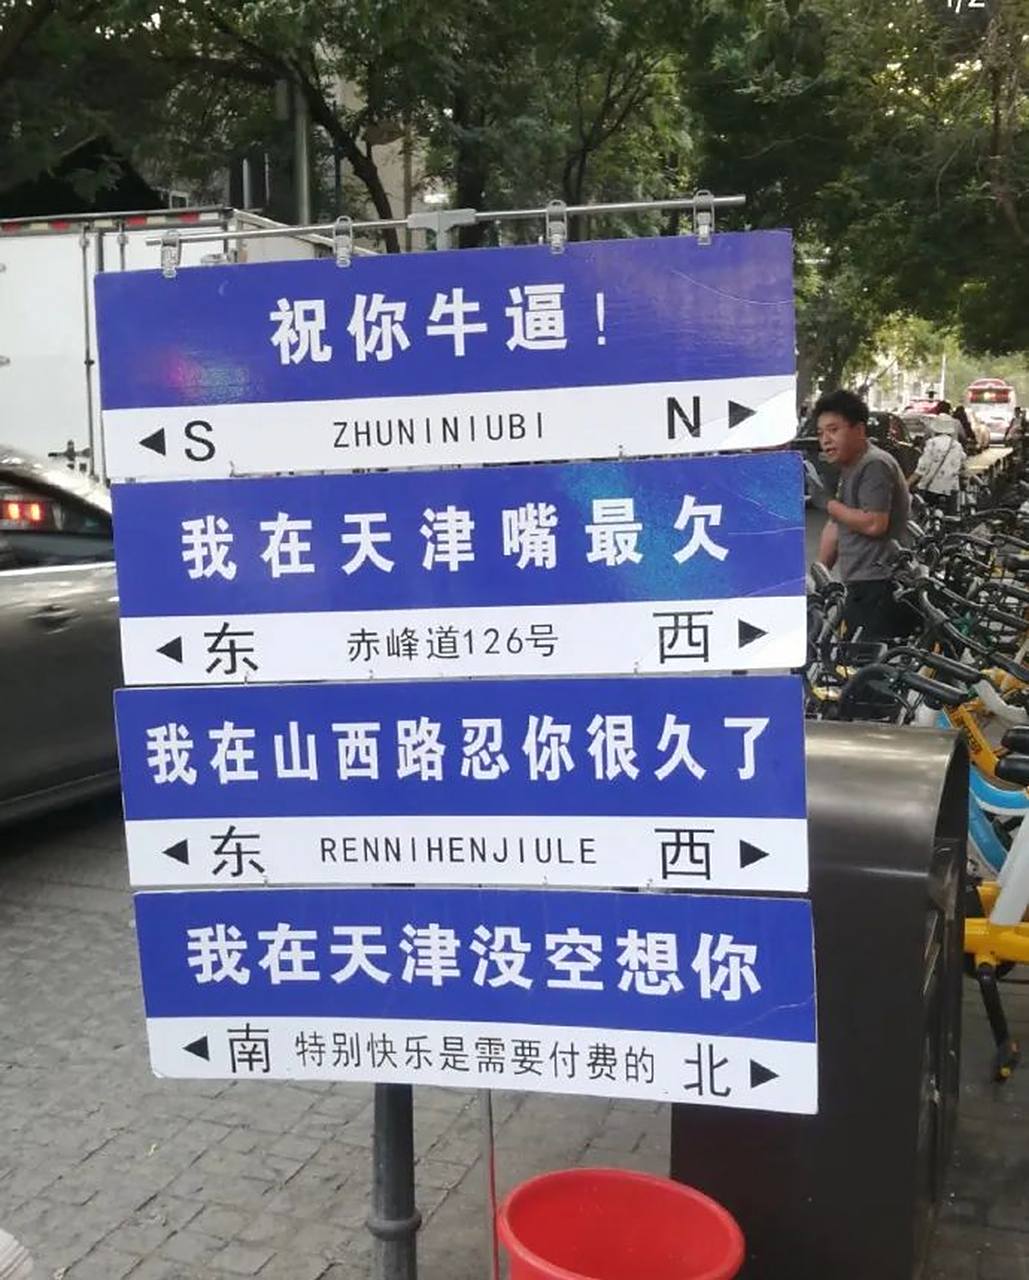 1/2
祝你牛逼！
◀S ZHUNINIUBI N▶
我在天津嘴最欠
◀东 赤峰道126号 西▶
我在山西路忍你很久了
◀东 RENNIHENJIULE 西▶
我在天津没空想你
◀南 特别快乐是需要付费的 北▶